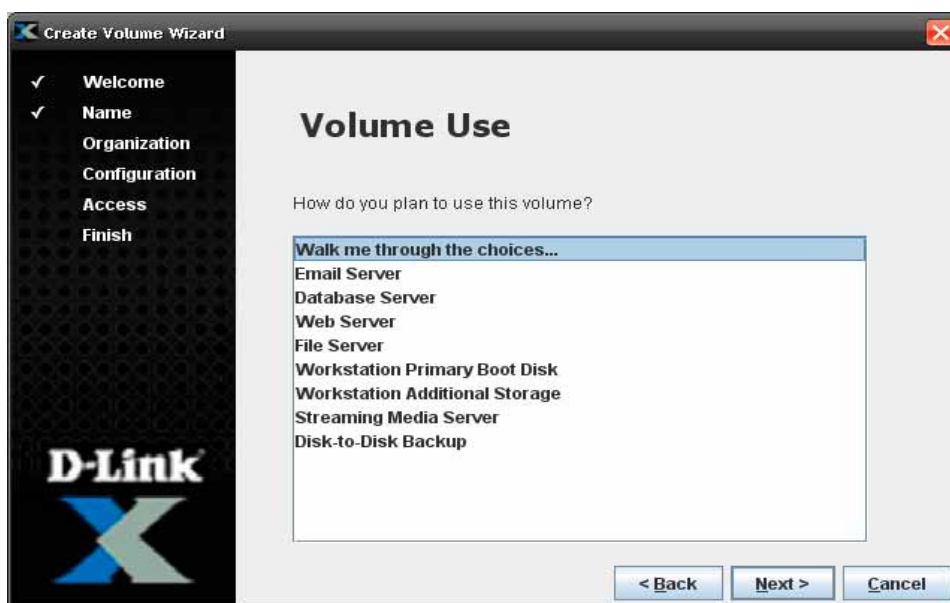 Create Volume Wizard
✓ Welcome
✓ Name
Organization
Configuration
Access
Finish
D-Link
Volume Use
How do you plan to use this volume?
Walk me through the choices...
Email Server
Database Server
Web Server
File Server
Workstation Primary Boot Disk
Workstation Additional Storage
Streaming Media Server
Disk-to-Disk Backup
< Back Next > Cancel